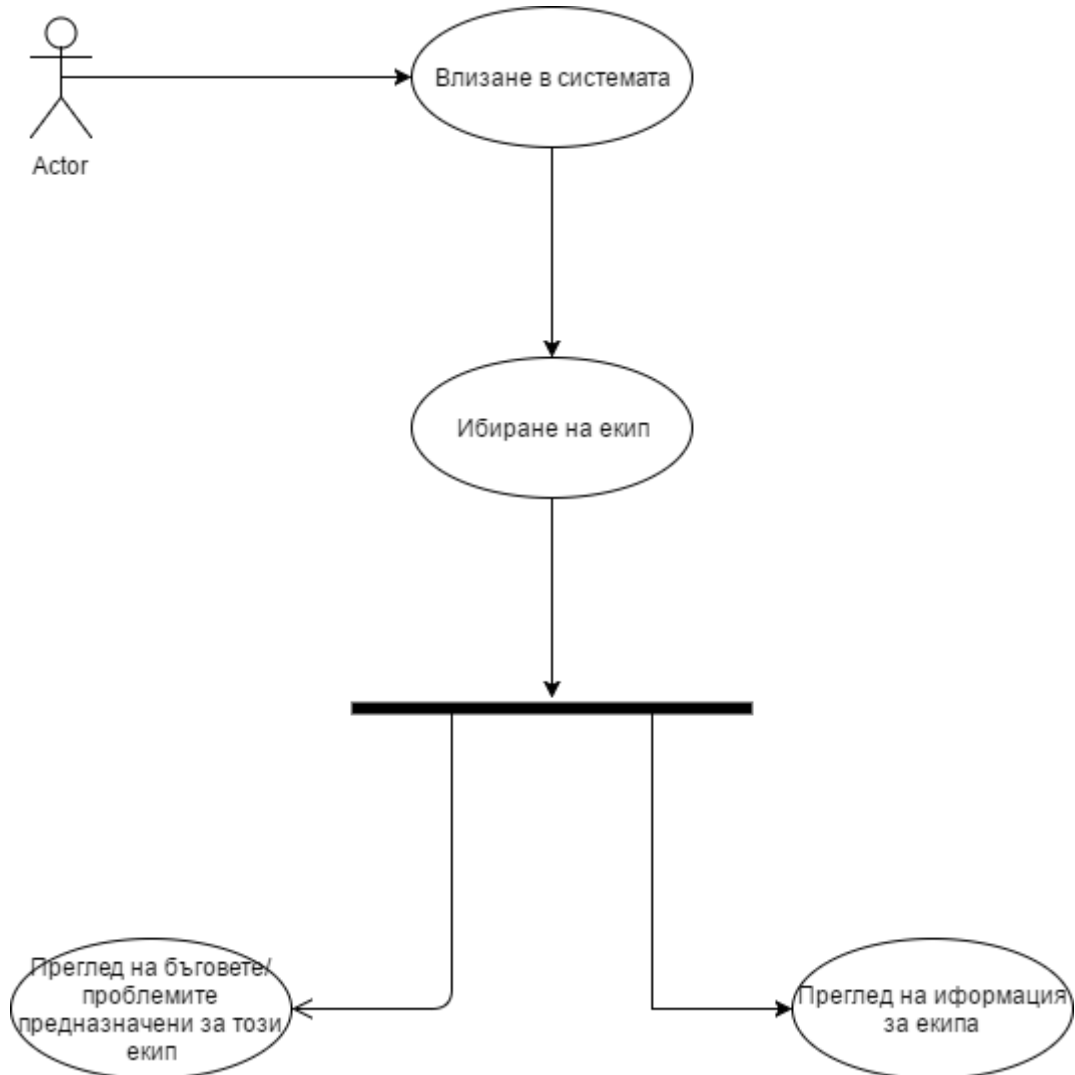 Влизане в системата
Actor
Ибиране на екип
Преглед на бъговете/
проблемите
предназначени за този
екип
Преглед на иформация
за екипа